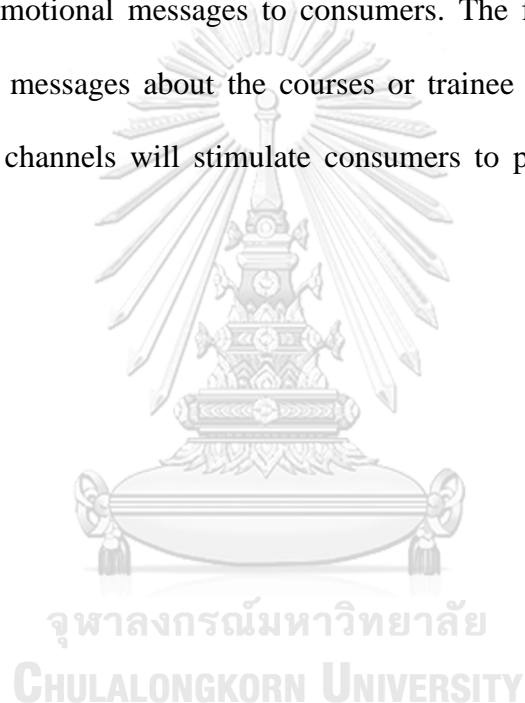 motional messages to consumers. The f
messages about the courses or trainee
channels will stimulate consumers to p
จุฬาลงกรณ์มหาวิทยาลัย
CHULALONGKORN UNIVERSITY